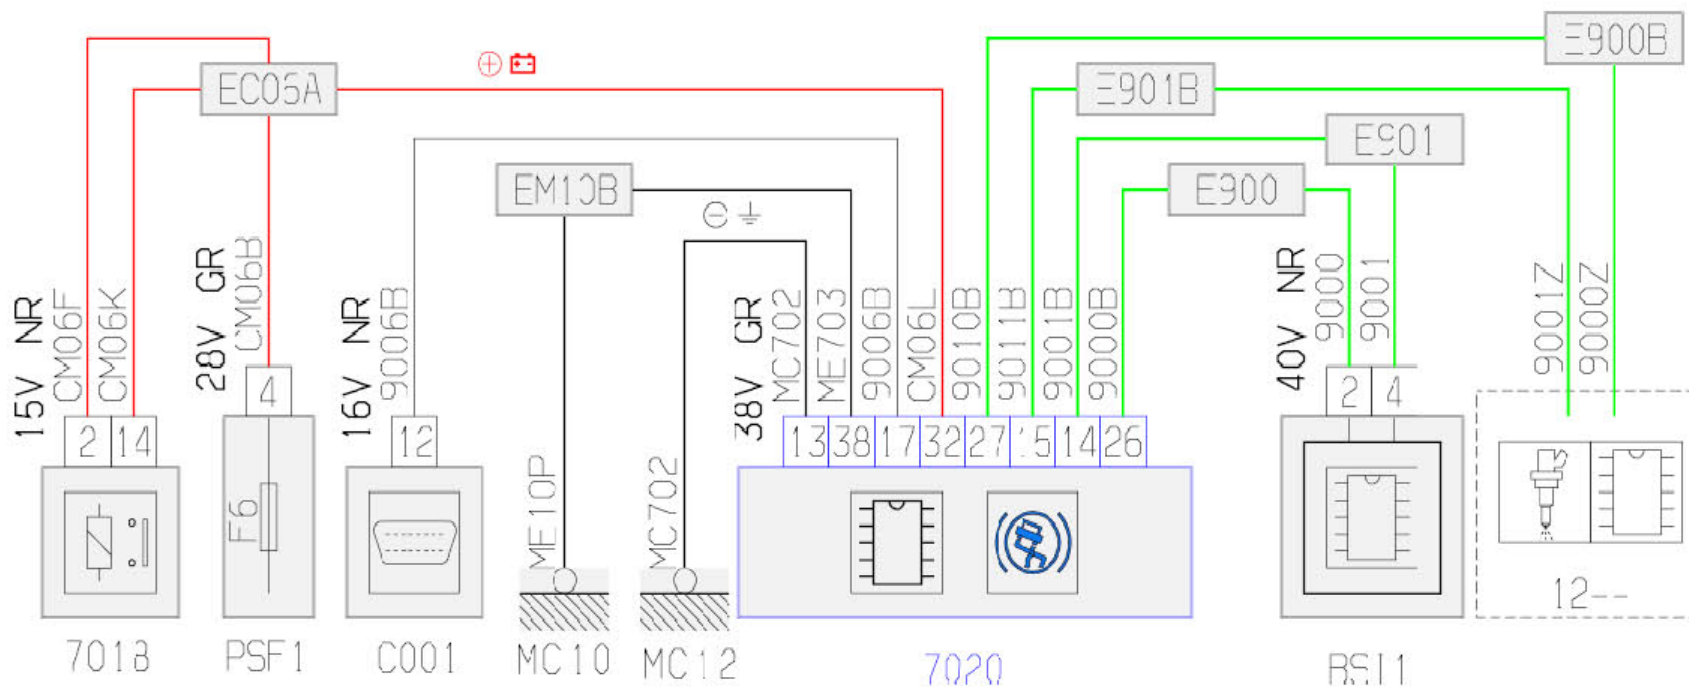 E900B
EC06A
E901B
E901
EM10B
E900
15V NR
CM06F
CM06K
28V GR
CM06B
16V NR
9006B
38V GR
MC702
ME703
9006B
CM06L
9010B
9011B
9001B
9000B
40V NR
9000
9001
9001Z
9000Z
2 14
4
12
13 38 17 32 27 15 14 26
2 4
F6
ME10P
MC702
12--
7018 PSF1 C001 MC10 MC12 7020 BSI1